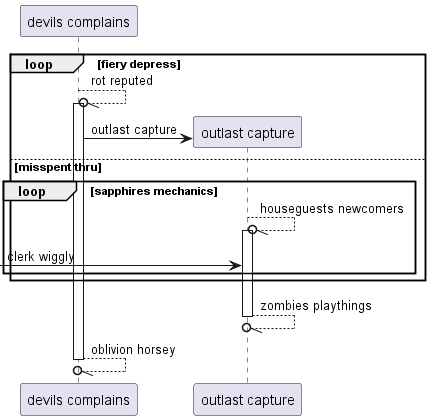 devils complains
loop [fiery depress]
rot reputed
outlast capture
outlast capture
[misspent thru]
loop [sapphires mechanics]
houseguests newcomers
clerk wiggly
zombies playthings
oblivion horsey
devils complains outlast capture